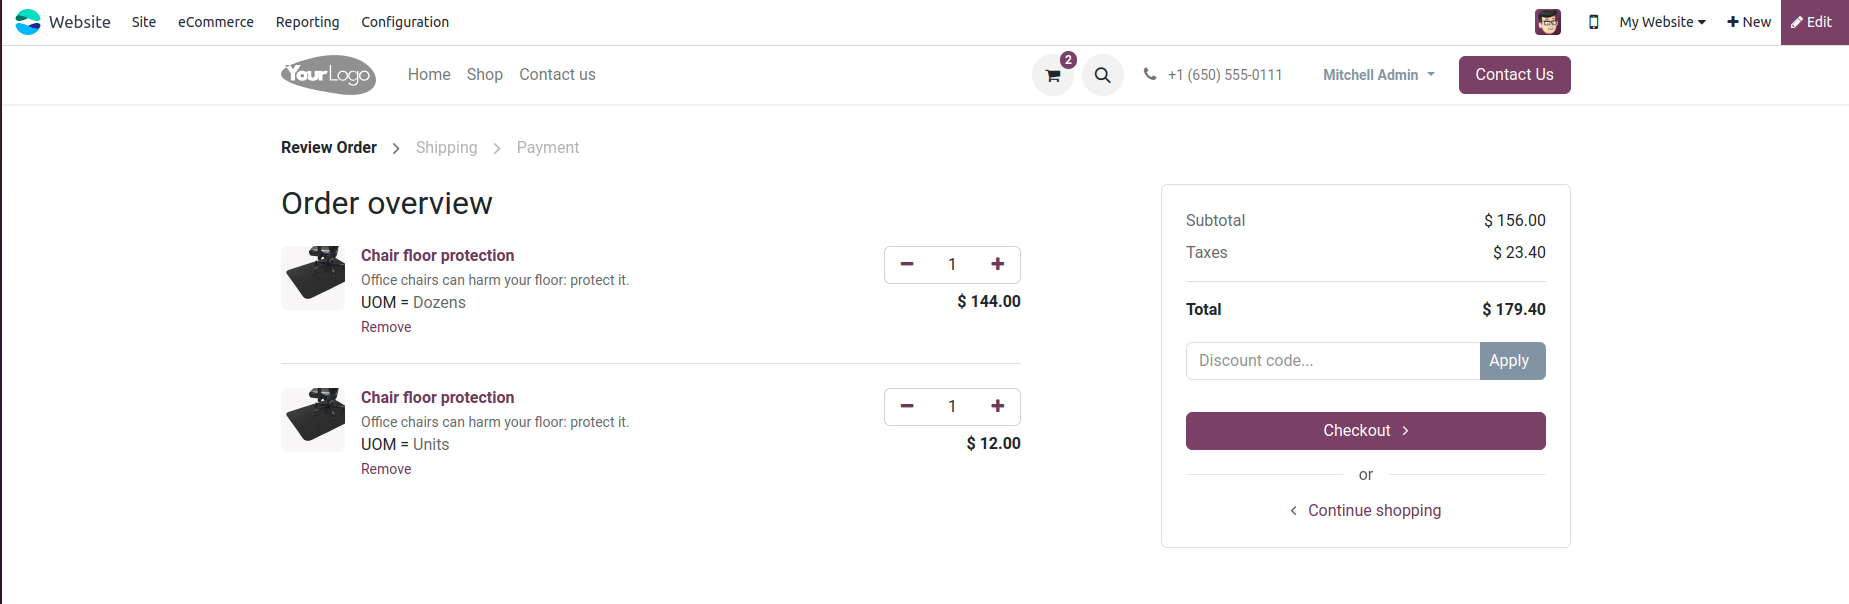 Website Site eCommerce Reporting Configuration My Website + New Edit
YourLogo Home Shop Contact us 2 +1 (650) 555-0111 Mitchell Admin Contact Us
Review Order > Shipping > Payment
Order overview
Chair floor protection
Office chairs can harm your floor: protect it.
UOM = Dozens
Remove
− 1 +
$ 144.00
Chair floor protection
Office chairs can harm your floor: protect it.
UOM = Units
Remove
− 1 +
$ 12.00
Subtotal $ 156.00
Taxes $ 23.40
Total $ 179.40
Discount code... Apply
Checkout >
or
< Continue shopping